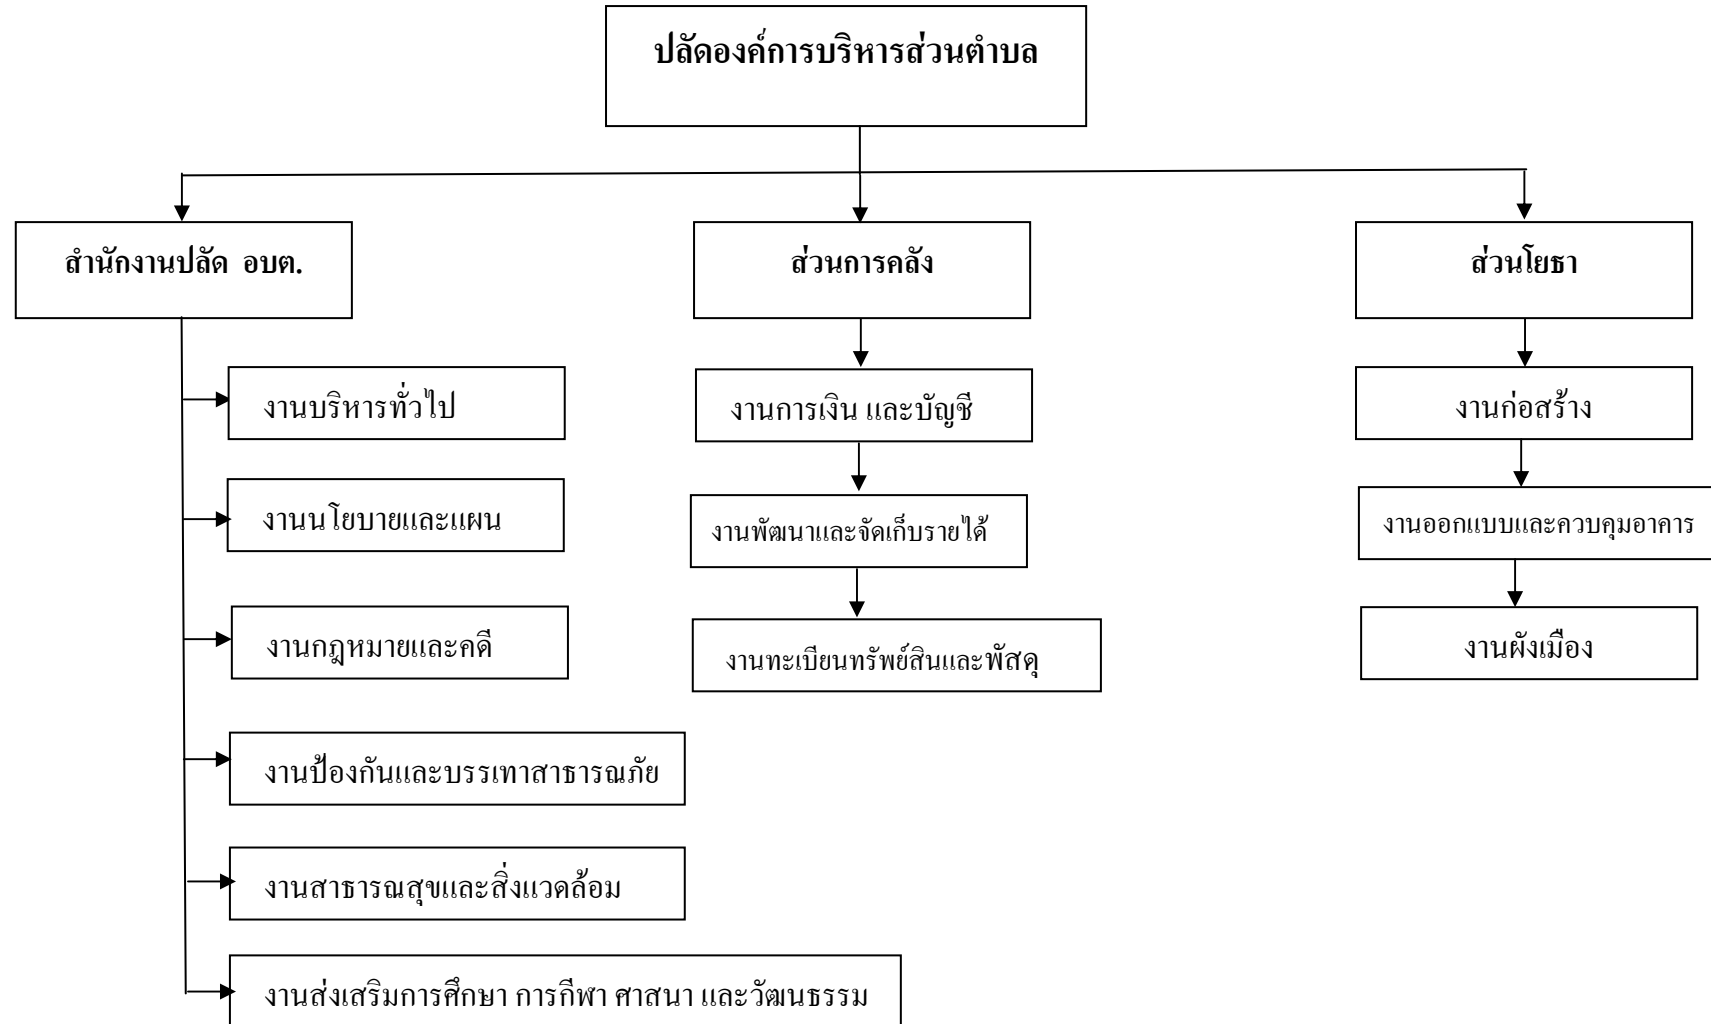 ปลัดองค์การบริหารส่วนตำบล
สำนักงานปลัด อบต.
ส่วนการคลัง
ส่วนโยธา
งานบริหารทั่วไป
งานนโยบายและแผน
งานกฎหมายและคดี
งานป้องกันและบรรเทาสาธารณภัย
งานสาธารณสุขและสิ่งแวดล้อม
งานส่งเสริมการศึกษา การกีฬา ศาสนา และวัฒนธรรม
งานการเงิน และบัญชี
งานพัฒนาและจัดเก็บรายได้
งานทะเบียนทรัพย์สินและพัสดุ
งานก่อสร้าง
งานออกแบบและควบคุมอาคาร
งานผังเมือง